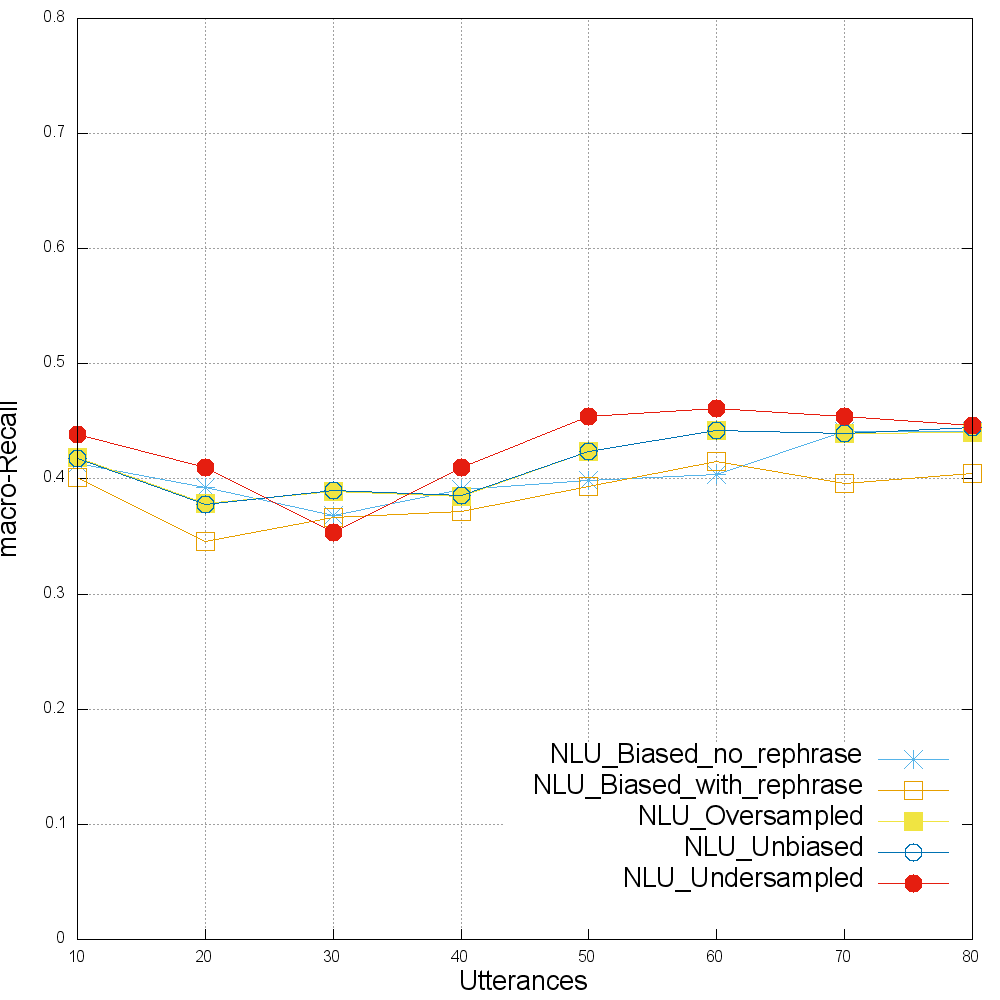 0.8
0.7
0.6
0.5
0.4
0.3
0.2
0.1
0
macro-Recall
NLU_Biased_no_rephrase
NLU_Biased_with_rephrase
NLU_Oversampled
NLU_Unbiased
NLU_Undersampled
10 20 30 40 50 60 70 80
Utterances